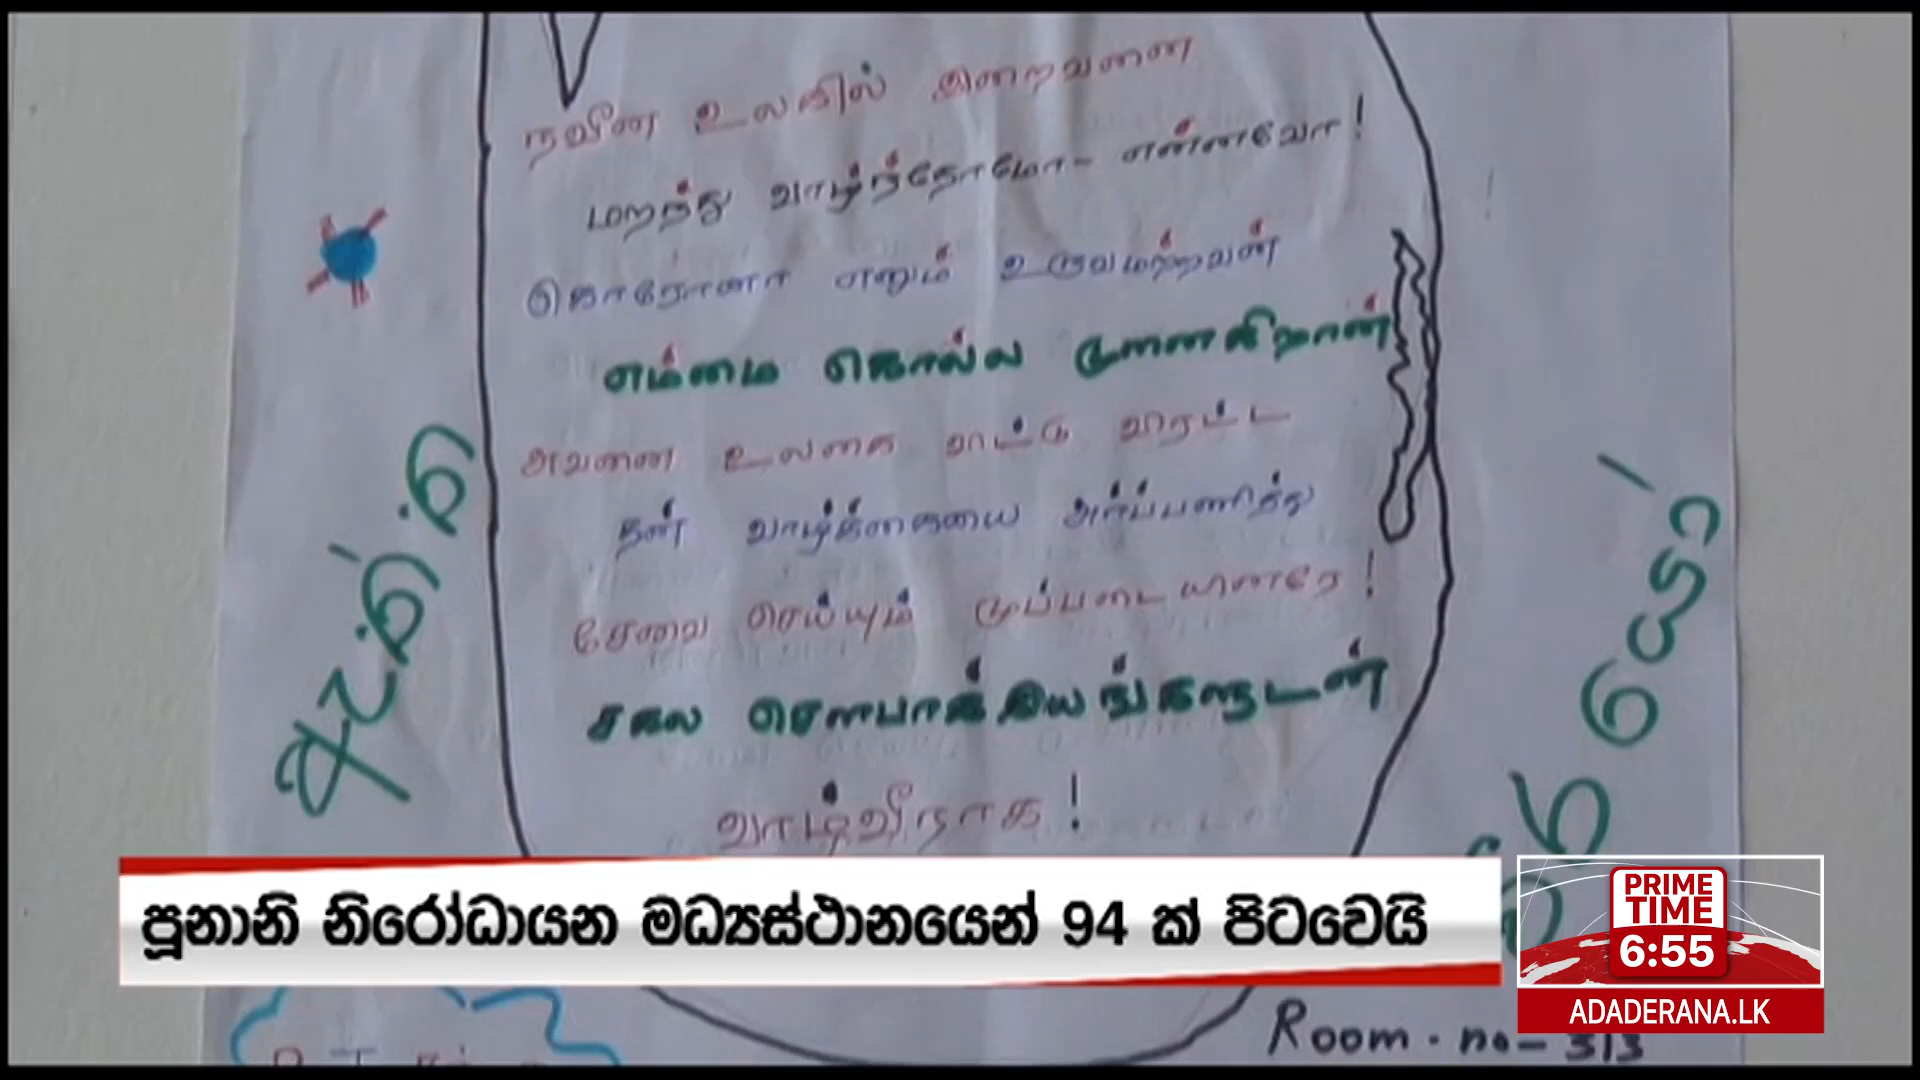 நவீன உலகில் இறைவனை
மறந்து வாழ்ந்தோமோ - என்னவோ!
கொரோனா எனும் உருவமற்றவன்
எம்மை கொல்ல முனைகிறான்
அவனை உலகை விட்டு விரட்ட
தன் வாழ்க்கையை அர்ப்பணித்து
சேவை செய்யும் முப்படையினரே!
சகல சௌபாக்கியங்களுடன்
வாழ்வீராக!
පූනානි නිරෝධායන මධ්‍යස්ථානයෙන් 94 ක් පිටවෙයි
PRIME
TIME
6:55
ADADERANA.LK
Room . no - 313